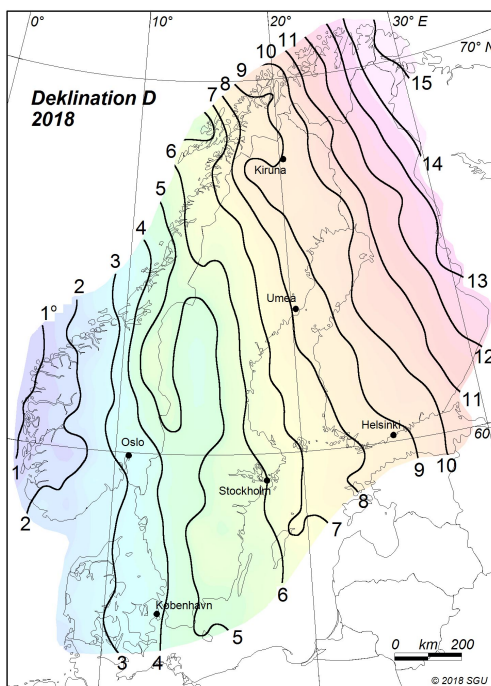 10° 20° 30° E
70° N
Deklination D
2018
11
10
9
8
7
6
5
4
3
2
1°
15
14
13
12
11
10
9
8
7
6
5
4
3
2
1
Kiruna
Umeå
Helsinki
60°
Oslo
Stockholm
København
0 km 200
© 2018 SGU